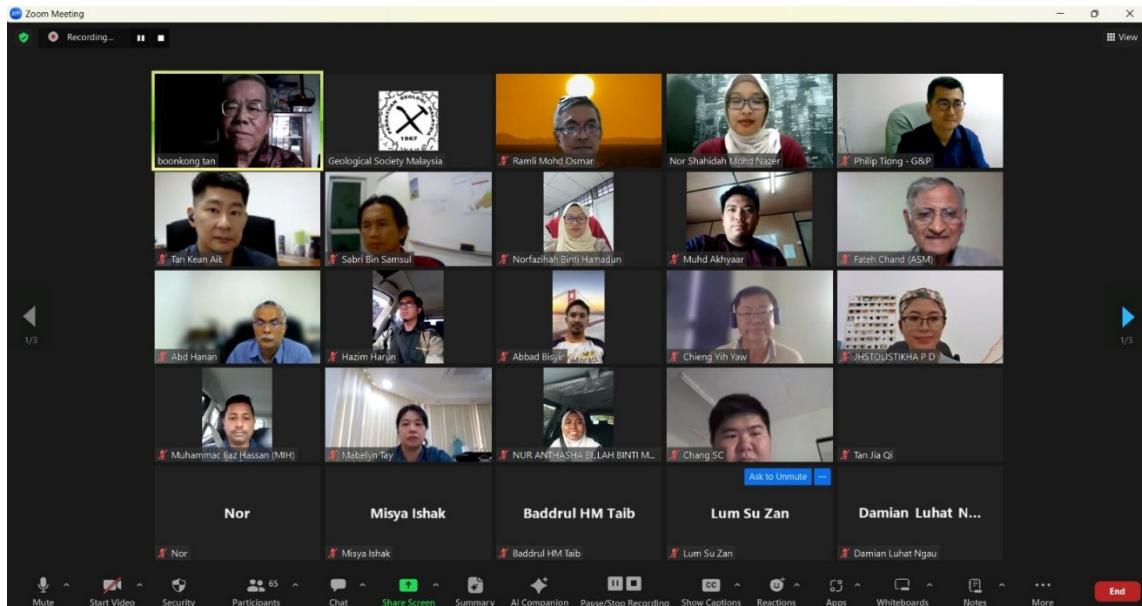 Zoom Meeting
Recording...
View
boonkong tan
Geological Society Malaysia
Ramli Mohd Osmar
Nor Shahidah Mohd Nazer
Philip Tiong - G&P
Tan Kean Aik
Sabri Bin Samsul
Norfazihah Binti Hamadun
Muhd Akhyaar
Fateh Chand (ASM)
Abd Hanan
Hazim Harun
Abbad Bisyir
Chieng Yih Yaw
JHSTOLISTIKHA P D
1/3
1/3
Muhammad Ijaz Hassan (MIH)
Mabelyn Tay
NUR ANTHASHA BILLAH BINTI M...
Chang SC
Tan Jia Qi
Ask to Unmute
...
Nor
Misya Ishak
Baddrul HM Taib
Lum Su Zan
Damian Luhat N...
Nor
Misya Ishak
Baddrul HM Taib
Lum Su Zan
Damian Luhat Ngau
65
CC
Mute
Start Video
Security
Participants
Chat
Share Screen
Summary
AI Companion
Pause/Stop Recording
Show Captions
Reactions
Apps
Whiteboards
Notes
More
End